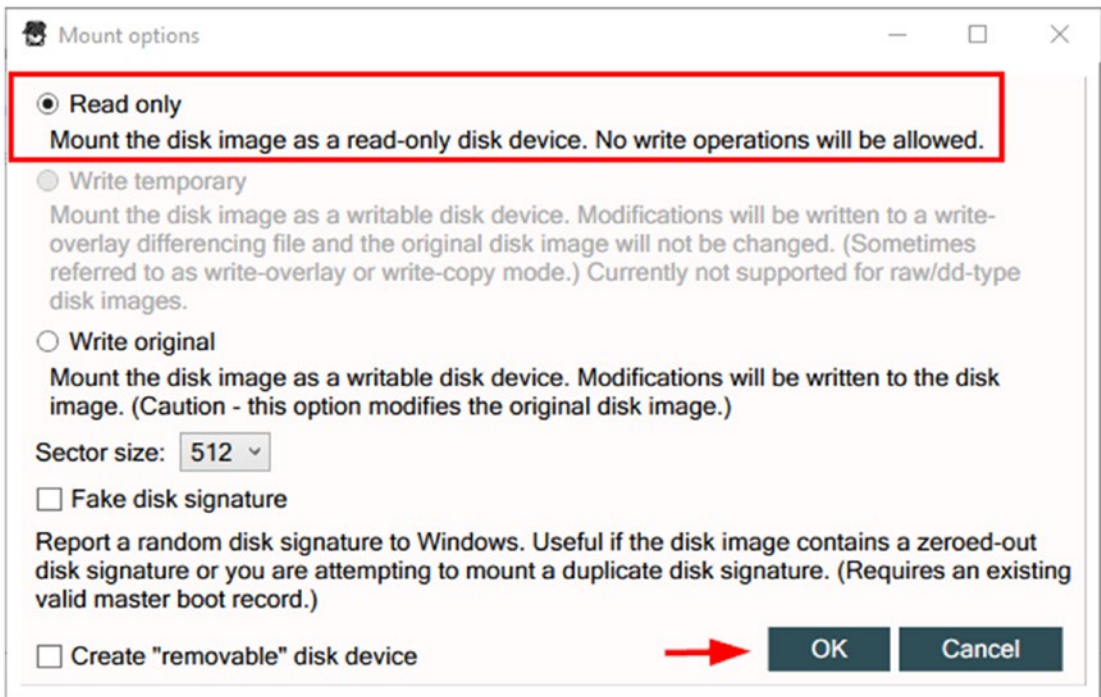 Mount options
Read only
Mount the disk image as a read-only disk device. No write operations will be allowed.
Write temporary
Mount the disk image as a writable disk device. Modifications will be written to a write-
overlay differencing file and the original disk image will not be changed. (Sometimes
referred to as write-overlay or write-copy mode.) Currently not supported for raw/dd-type
disk images.
Write original
Mount the disk image as a writable disk device. Modifications will be written to the disk
image. (Caution - this option modifies the original disk image.)
Sector size: 512
Fake disk signature
Report a random disk signature to Windows. Useful if the disk image contains a zeroed-out
disk signature or you are attempting to mount a duplicate disk signature. (Requires an existing
valid master boot record.)
Create "removable" disk device OK Cancel